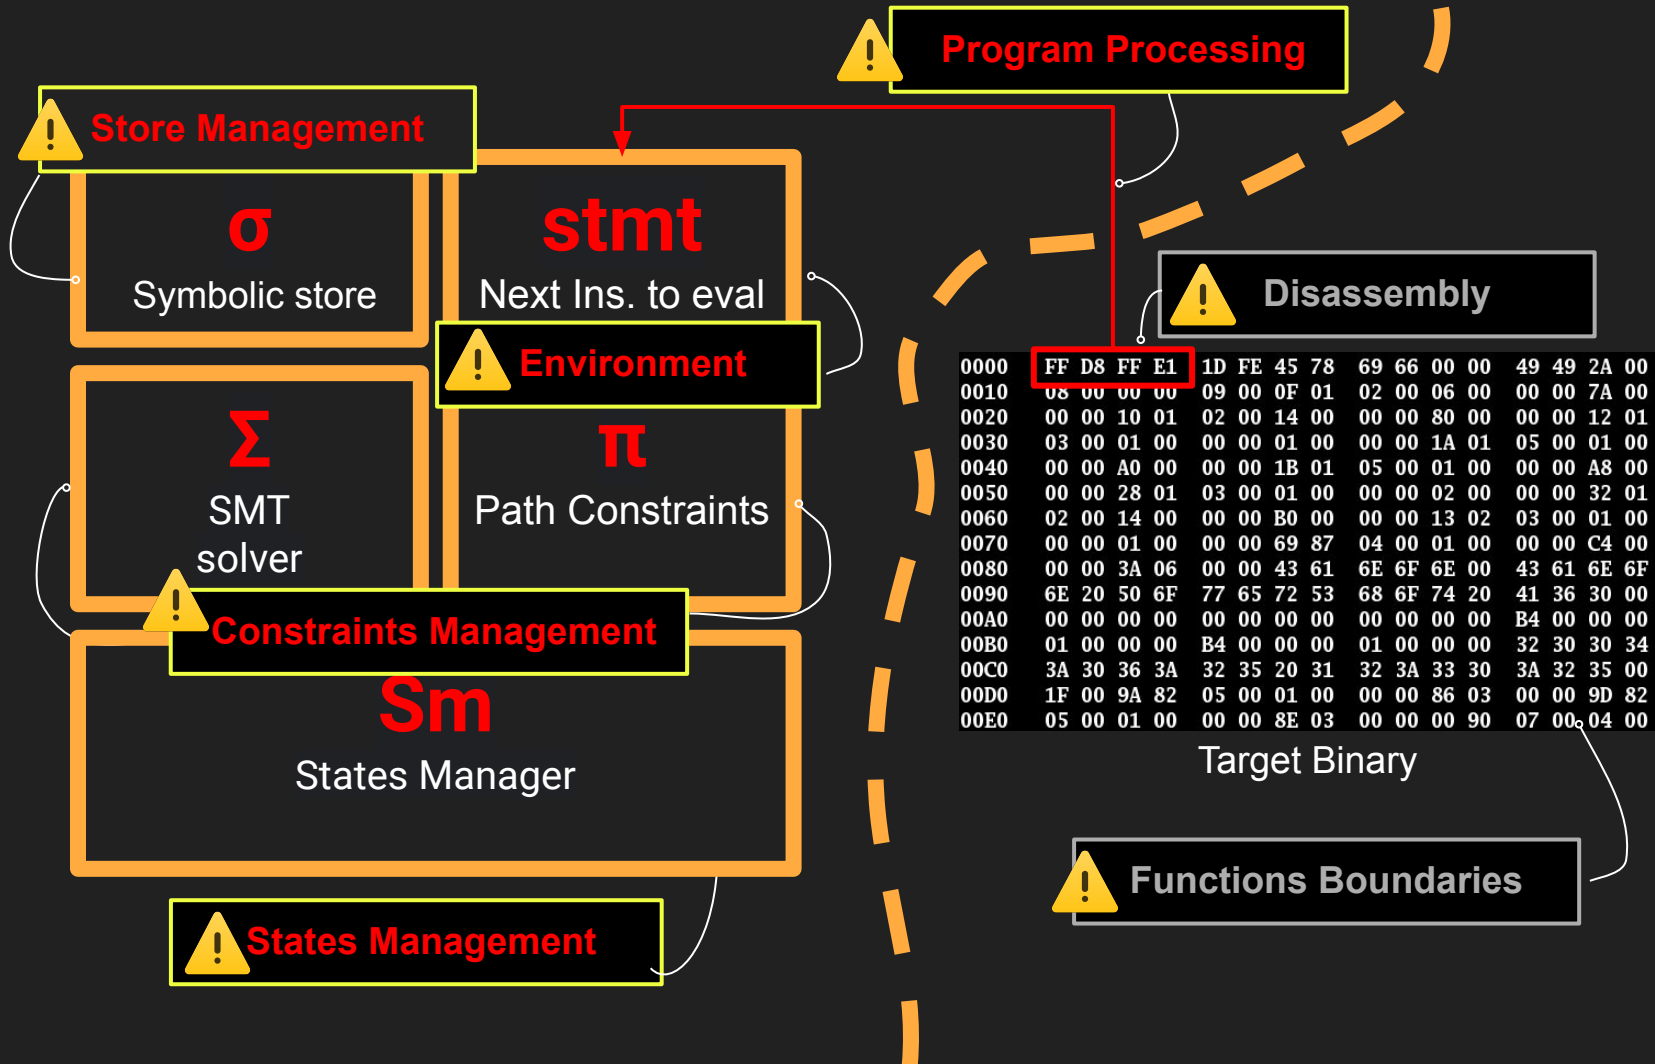 Program Processing
Store Management
σ
Symbolic store
stmt
Next Ins. to eval
Environment
Σ
SMT
solver
π
Path Constraints
Constraints Management
Sm
States Manager
States Management
Disassembly
0000 FF D8 FF E1 1D FE 45 78 69 66 00 00 49 49 2A 00
0010 08 00 00 00 09 00 0F 01 02 00 06 00 00 00 7A 00
0020 00 00 10 01 02 00 14 00 00 00 80 00 00 00 12 01
0030 03 00 01 00 00 00 01 00 00 00 1A 01 05 00 01 00
0040 00 00 A0 00 00 00 1B 01 05 00 01 00 00 00 A8 00
0050 00 00 28 01 03 00 01 00 00 00 02 00 00 00 32 01
0060 02 00 14 00 00 00 B0 00 00 00 13 02 03 00 01 00
0070 00 00 01 00 00 00 69 87 04 00 01 00 00 00 C4 00
0080 00 00 3A 06 00 00 43 61 6E 6F 6E 00 43 61 6E 6F
0090 6E 20 50 6F 77 65 72 53 68 6F 74 20 41 36 30 00
00A0 00 00 00 00 00 00 00 00 00 00 00 00 B4 00 00 00
00B0 01 00 00 00 B4 00 00 00 01 00 00 00 32 30 30 34
00C0 3A 30 36 3A 32 35 20 31 32 3A 33 30 3A 32 35 00
00D0 1F 00 9A 82 05 00 01 00 00 00 86 03 00 00 9D 82
00E0 05 00 01 00 00 00 8E 03 00 00 00 90 07 00 04 00
Target Binary
Functions Boundaries